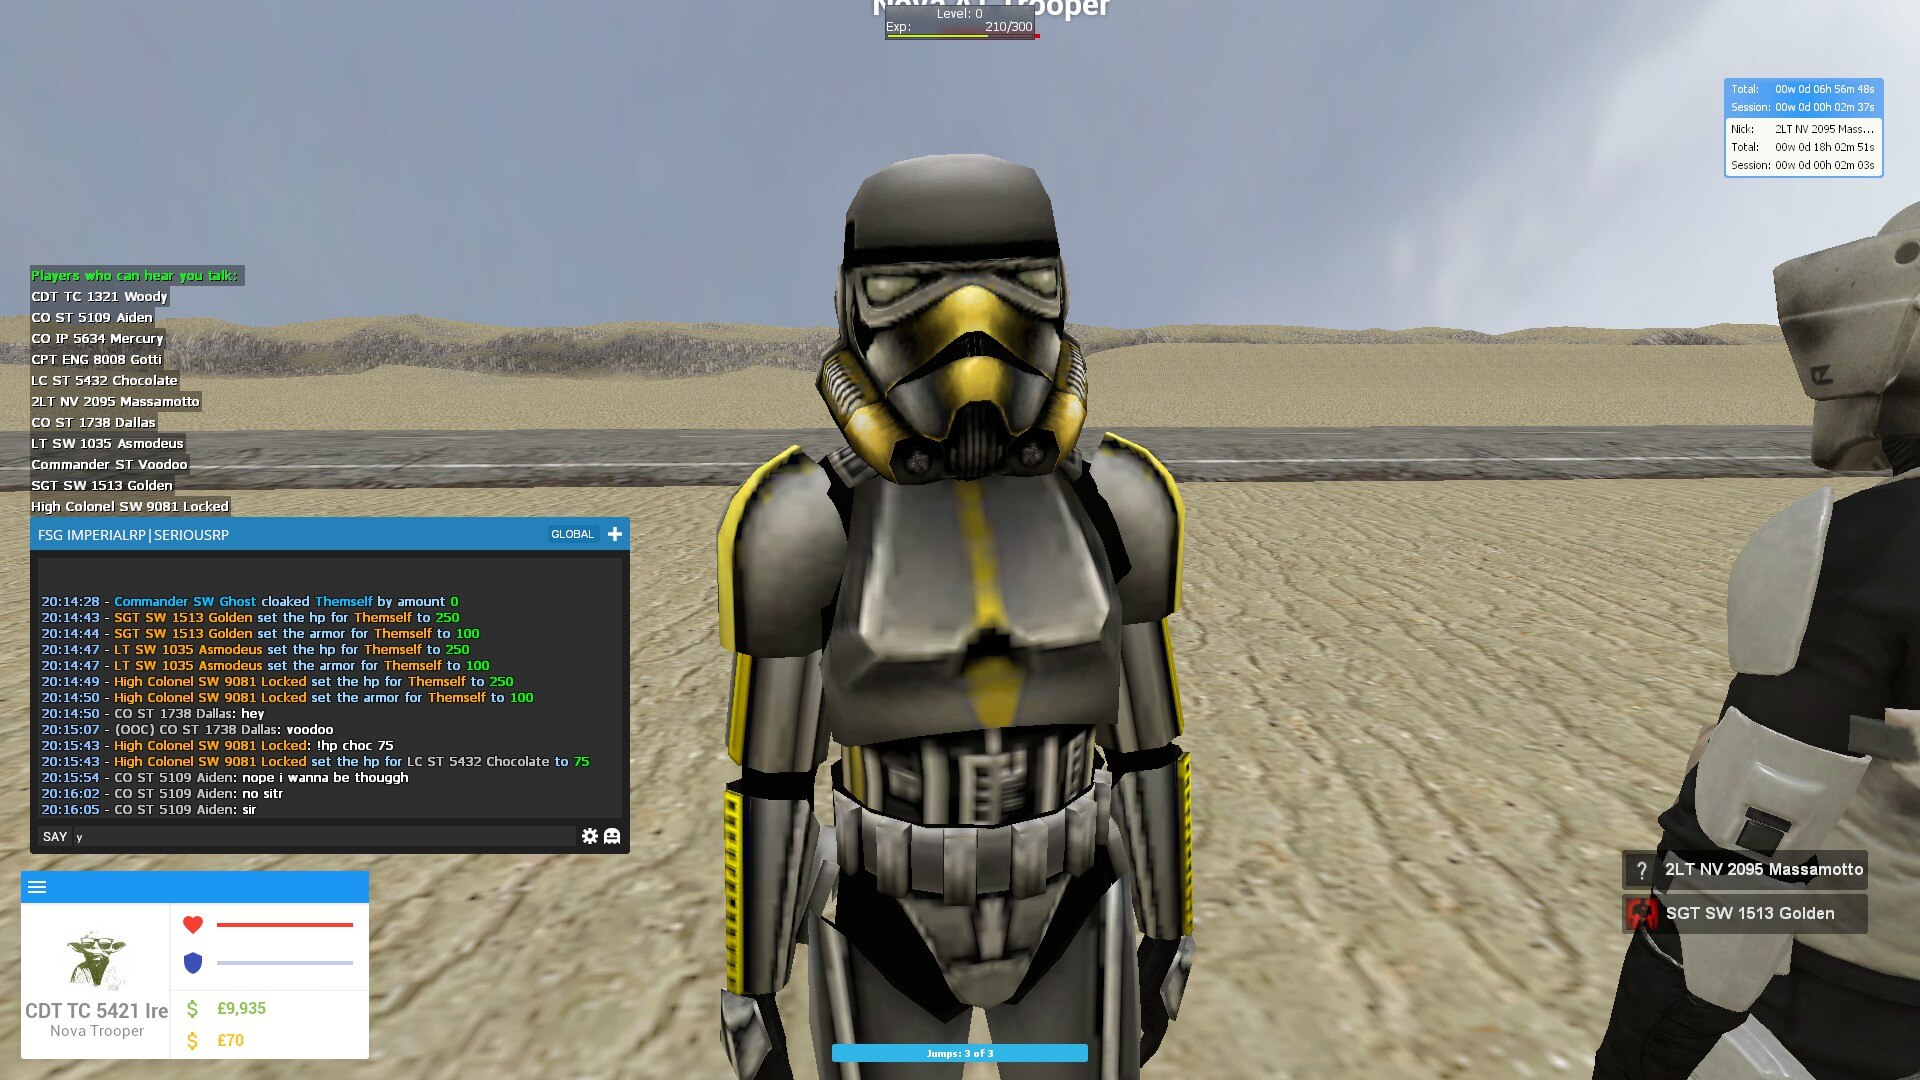 Nova A1 Trooper
Level: 0
Exp: 210/300
Total: 00w 0d 06h 56m 48s
Session: 00w 0d 00h 02m 37s
Nick: 2LT NV 2095 Mass...
Total: 00w 0d 18h 02m 51s
Session: 00w 0d 00h 02m 03s
Players who can hear you talk:
CDT TC 1321 Woody
CO ST 5109 Aiden
CO IP 5634 Mercury
CPT ENG 8008 Gotti
LC ST 5432 Chocolate
2LT NV 2095 Massamotto
CO ST 1738 Dallas
LT SW 1035 Asmodeus
Commander ST Voodoo
SGT SW 1513 Golden
High Colonel SW 9081 Locked
FSG IMPERIALRP|SERIOUSRP GLOBAL
20:14:28 - Commander SW Ghost cloaked Themself by amount 0
20:14:43 - SGT SW 1513 Golden set the hp for Themself to 250
20:14:44 - SGT SW 1513 Golden set the armor for Themself to 100
20:14:47 - LT SW 1035 Asmodeus set the hp for Themself to 250
20:14:47 - LT SW 1035 Asmodeus set the armor for Themself to 100
20:14:49 - High Colonel SW 9081 Locked set the hp for Themself to 250
20:14:50 - High Colonel SW 9081 Locked set the armor for Themself to 100
20:14:50 - CO ST 1738 Dallas: hey
20:15:07 - (OOC) CO ST 1738 Dallas: voodoo
20:15:43 - High Colonel SW 9081 Locked: !hp choc 75
20:15:43 - High Colonel SW 9081 Locked set the hp for LC ST 5432 Chocolate to 75
20:15:54 - CO ST 5109 Aiden: nope i wanna be thouggh
20:16:02 - CO ST 5109 Aiden: no sitr
20:16:05 - CO ST 5109 Aiden: sir
SAY y
CDT TC 5421 Ire
Nova Trooper
$ £9,935
$ £70
Jumps: 3 of 3
? 2LT NV 2095 Massamotto
SGT SW 1513 Golden